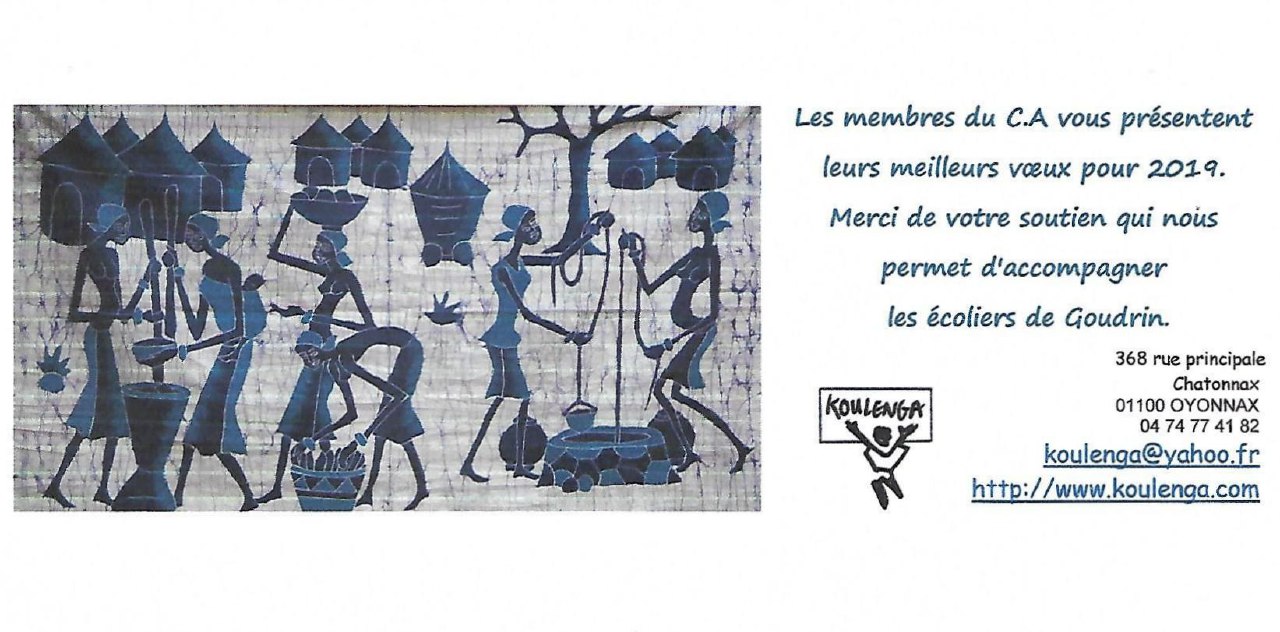 Les membres du C.A vous présentent
leurs meilleurs vœux pour 2019.
Merci de votre soutien qui nous
permet d'accompagner
les écoliers de Goudrin.
368 rue principale
Chatonnax
01100 OYONNAX
04 74 77 41 82
KOULENGA
koulenga@yahoo.fr
http://www.koulenga.com